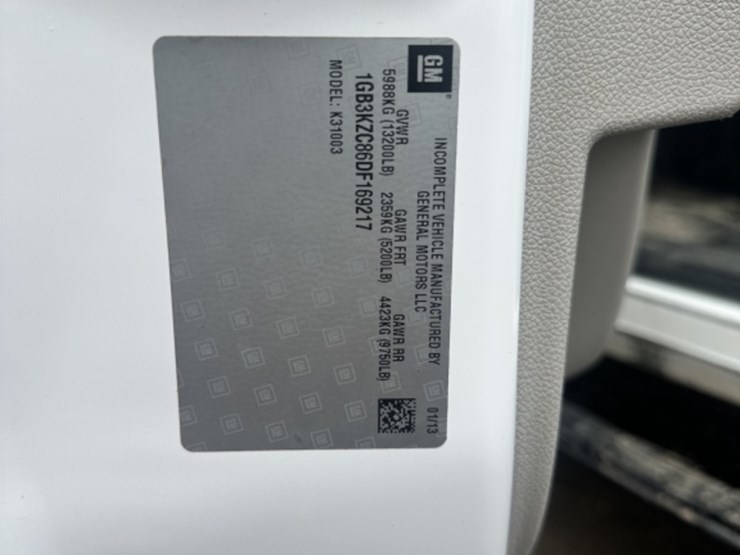 GM
INCOMPLETE VEHICLE MANUFACTURED BY
GENERAL MOTORS LLC
01/13
GVWR GAWR FRT GAWR RR
5988KG (13200LB) 2359KG (5200LB) 4423KG (9750LB)
1GB3KZC86DF169217
MODEL: K31003